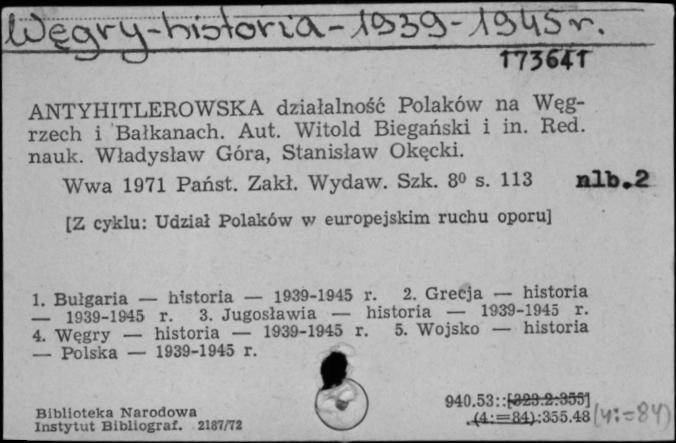 Węgry-historia-1939-1945 r.
173641
ANTYHITLEROWSKA działalność Polaków na Węg-
rzech i Bałkanach. Aut. Witold Biegański i in. Red.
nauk. Władysław Góra, Stanisław Okęcki.
Wwa 1971 Państ. Zakł. Wydaw. Szk. 8⁰ s. 113 nlb.2
[Z cyklu: Udział Polaków w europejskim ruchu oporu]
1. Bułgaria — historia — 1939-1945 r. 2. Grecja — historia
— 1939-1945 r. 3. Jugosławia — historia — 1939-1945 r.
4. Węgry — historia — 1939-1945 r. 5. Wojsko — historia
— Polska — 1939-1945 r.
940.53::[323.2:355]
Biblioteka Narodowa
.(4:=84):355.48 (4:=84)
Instytut Bibliograf. 2187/72